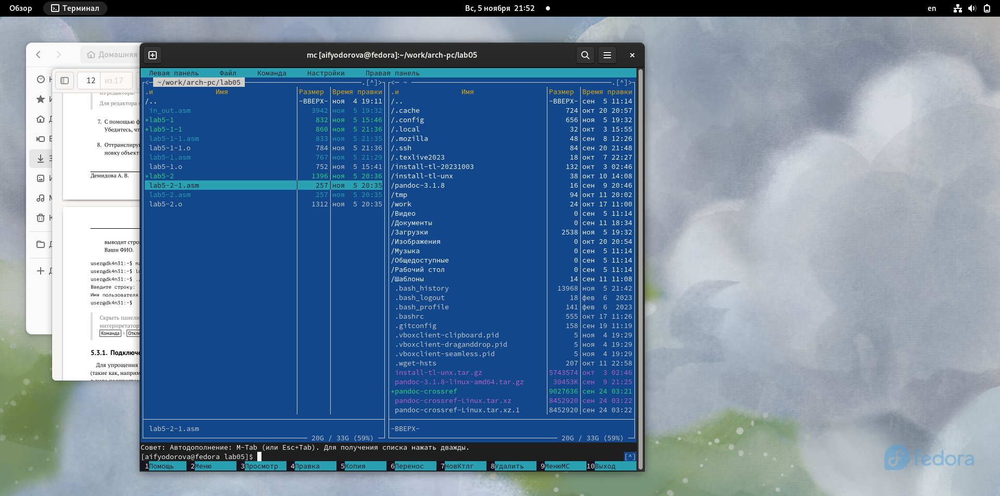 Обзор
Терминал
Вс, 5 ноября 21:52
en
Домашняя
12
из 17
Для редактора
7. С помощью ф
Убедитесь, чт
8. Оттранслируй
новку объект
Демидова А. В.
выводит стро
Ваши ФИО.
user@dk4n31:~$ na
user@dk4n31:~$ l
user@dk4n31:~$ ./
Введите строку:
Имя пользователя
user@dk4n31:~$
Скрыть панели
интерпретатор
Команда > Отклю
5.3.1. Подключе
Для упрощения
(такие как, наприм
mc [aifyodorova@fedora]:~/work/arch-pc/lab05
Левая панель Файл Команда Настройки Правая панель
<- ~/work/arch-pc/lab05 .[^]>
.и Имя Размер Время правки
/.. -ВВЕРХ- ноя 4 19:11
in_out.asm 3942 ноя 5 19:32
*lab5-1 832 ноя 5 15:46
*lab5-1-1 860 ноя 5 21:36
lab5-1-1.asm 833 ноя 5 21:35
lab5-1-1.o 784 ноя 5 21:36
lab5-1.asm 767 ноя 5 21:29
lab5-1.o 752 ноя 5 15:41
*lab5-2 1396 ноя 5 20:36
lab5-2-1.asm 257 ноя 5 20:35
lab5-2.asm 257 ноя 5 20:35
lab5-2.o 1312 ноя 5 20:35
lab5-2-1.asm
20G / 33G (59%)
<- ~ .[^]>
.и Имя Размер Время правки
/.. -ВВЕРХ- сен 5 11:14
/.cache 724 окт 20 20:57
/.config 656 ноя 5 19:32
/.local 32 окт 3 15:55
/.mozilla 48 сен 8 12:26
/.ssh 84 сен 20 21:48
/.texlive2023 18 окт 7 22:27
/install-tl-20231003 132 окт 3 02:46
/install-tl-unx 38 окт 10 14:08
/pandoc-3.1.8 16 сен 9 20:46
/tmp 94 окт 11 20:02
/work 24 окт 17 11:00
/Видео 0 сен 5 11:14
/Документы 0 сен 11 18:34
/Загрузки 2538 ноя 5 19:32
/Изображения 0 окт 20 20:54
/Музыка 0 сен 5 11:14
/Общедоступные 0 сен 5 11:14
/Рабочий стол 0 сен 5 11:14
/Шаблоны 14 сен 11 11:08
.bash_history 13968 ноя 5 21:42
.bash_logout 18 фев 6 2023
.bash_profile 141 фев 6 2023
.bashrc 555 окт 17 11:26
.gitconfig 158 сен 19 11:19
.vboxclient-clipboard.pid 5 ноя 4 19:29
.vboxclient-draganddrop.pid 5 ноя 4 19:29
.vboxclient-seamless.pid 5 ноя 4 19:29
.wget-hsts 207 окт 11 22:58
install-tl-unx.tar.gz 5743574 окт 3 02:46
pandoc-3.1.8-linux-amd64.tar.gz 30453K сен 9 21:25
*pandoc-crossref 9027636 сен 24 03:21
pandoc-crossref-Linux.tar.xz 8452920 сен 24 03:22
pandoc-crossref-Linux.tar.xz.1 8452920 сен 24 03:22
-ВВЕРХ-
20G / 33G (59%)
Совет: Автодополнение: M-Tab (или Esc+Tab). Для получения списка нажать дважды.
[aifyodorova@fedora lab05]$ [^]
1Помощь 2Меню 3Просмотр 4Правка 5Копия 6Перенос 7НовКтлг 8Удалить 9МенюМС 10Выход
fedora